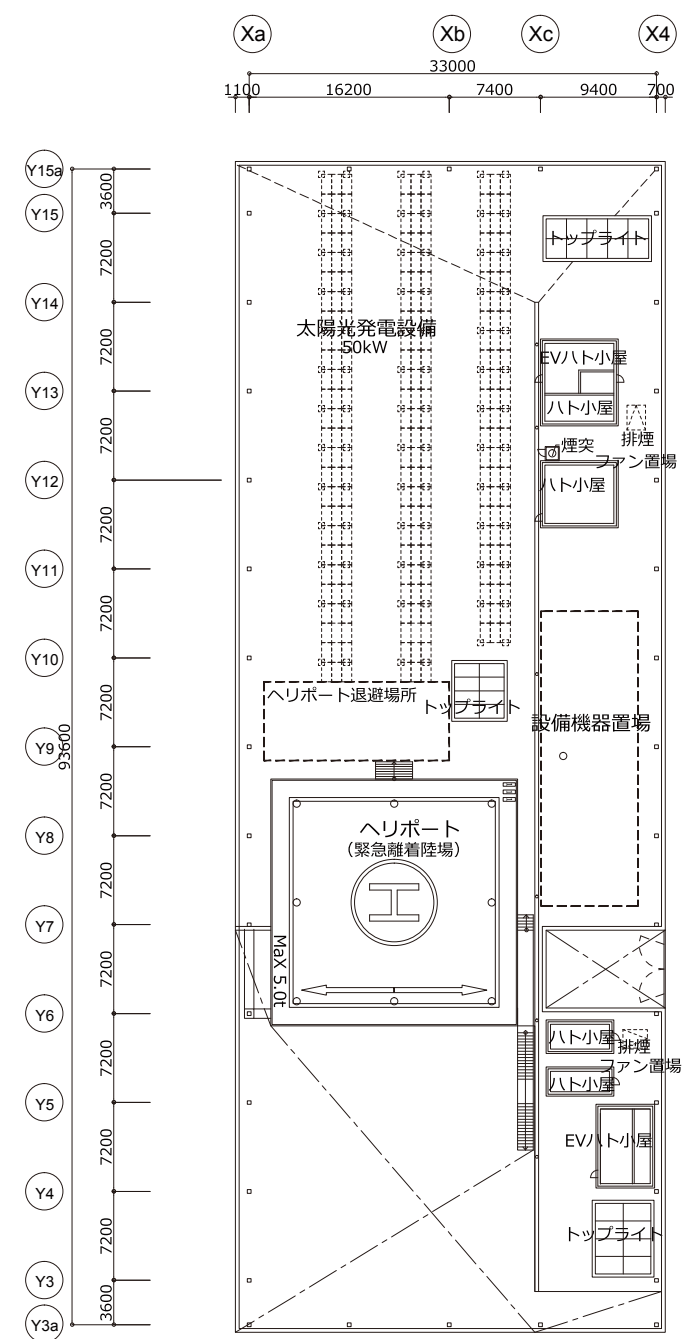 Xa Xb Xc X4
33000
1100 16200 7400 9400 700
Y15a
3600
Y15
7200
トップライト
Y14
太陽光発電設備
50kW
7200
EVハト小屋
Y13
ハト小屋
排煙
ファン置場
7200
煙突
Y12
ハト小屋
7200
Y11
7200
Y10
ヘリポート退避場所
トップライト
7200
設備機器置場
Y9
93600
7200
ヘリポート
(緊急離着陸場)
Y8
7200
Y7
H
MaX 5.0t
7200
Y6
ハト小屋
排煙
ファン置場
7200
ハト小屋
Y5
EVハト小屋
7200
Y4
トップライト
7200
Y3
3600
Y3a